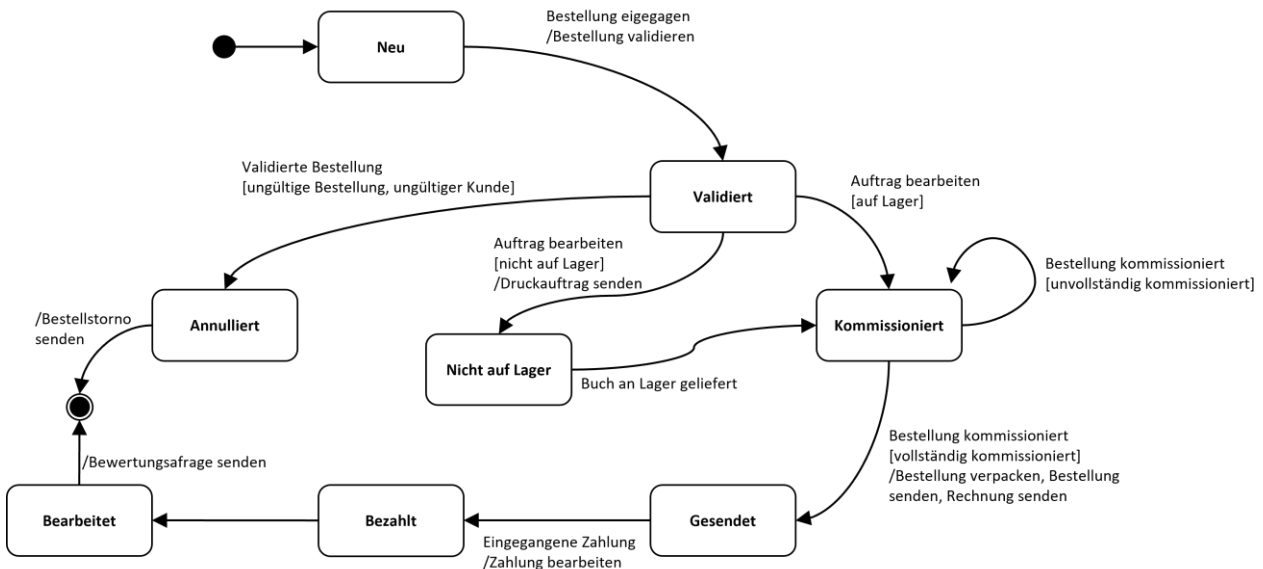 Bestellung eigegagen
/Bestellung validieren
Neu
Validierte Bestellung
[ungültige Bestellung, ungültiger Kunde]
Validiert
Auftrag bearbeiten
[auf Lager]
Auftrag bearbeiten
[nicht auf Lager]
/Druckauftrag senden
Bestellung kommissioniert
[unvollständig kommissioniert]
/Bestellstorno
senden
Annulliert
Kommissioniert
Nicht auf Lager
Buch an Lager geliefert
Bestellung kommissioniert
[vollständig kommissioniert]
/Bestellung verpacken, Bestellung
senden, Rechnung senden
/Bewertungsafrage senden
Bearbeitet
Bezahlt
Gesendet
Eingegangene Zahlung
/Zahlung bearbeiten